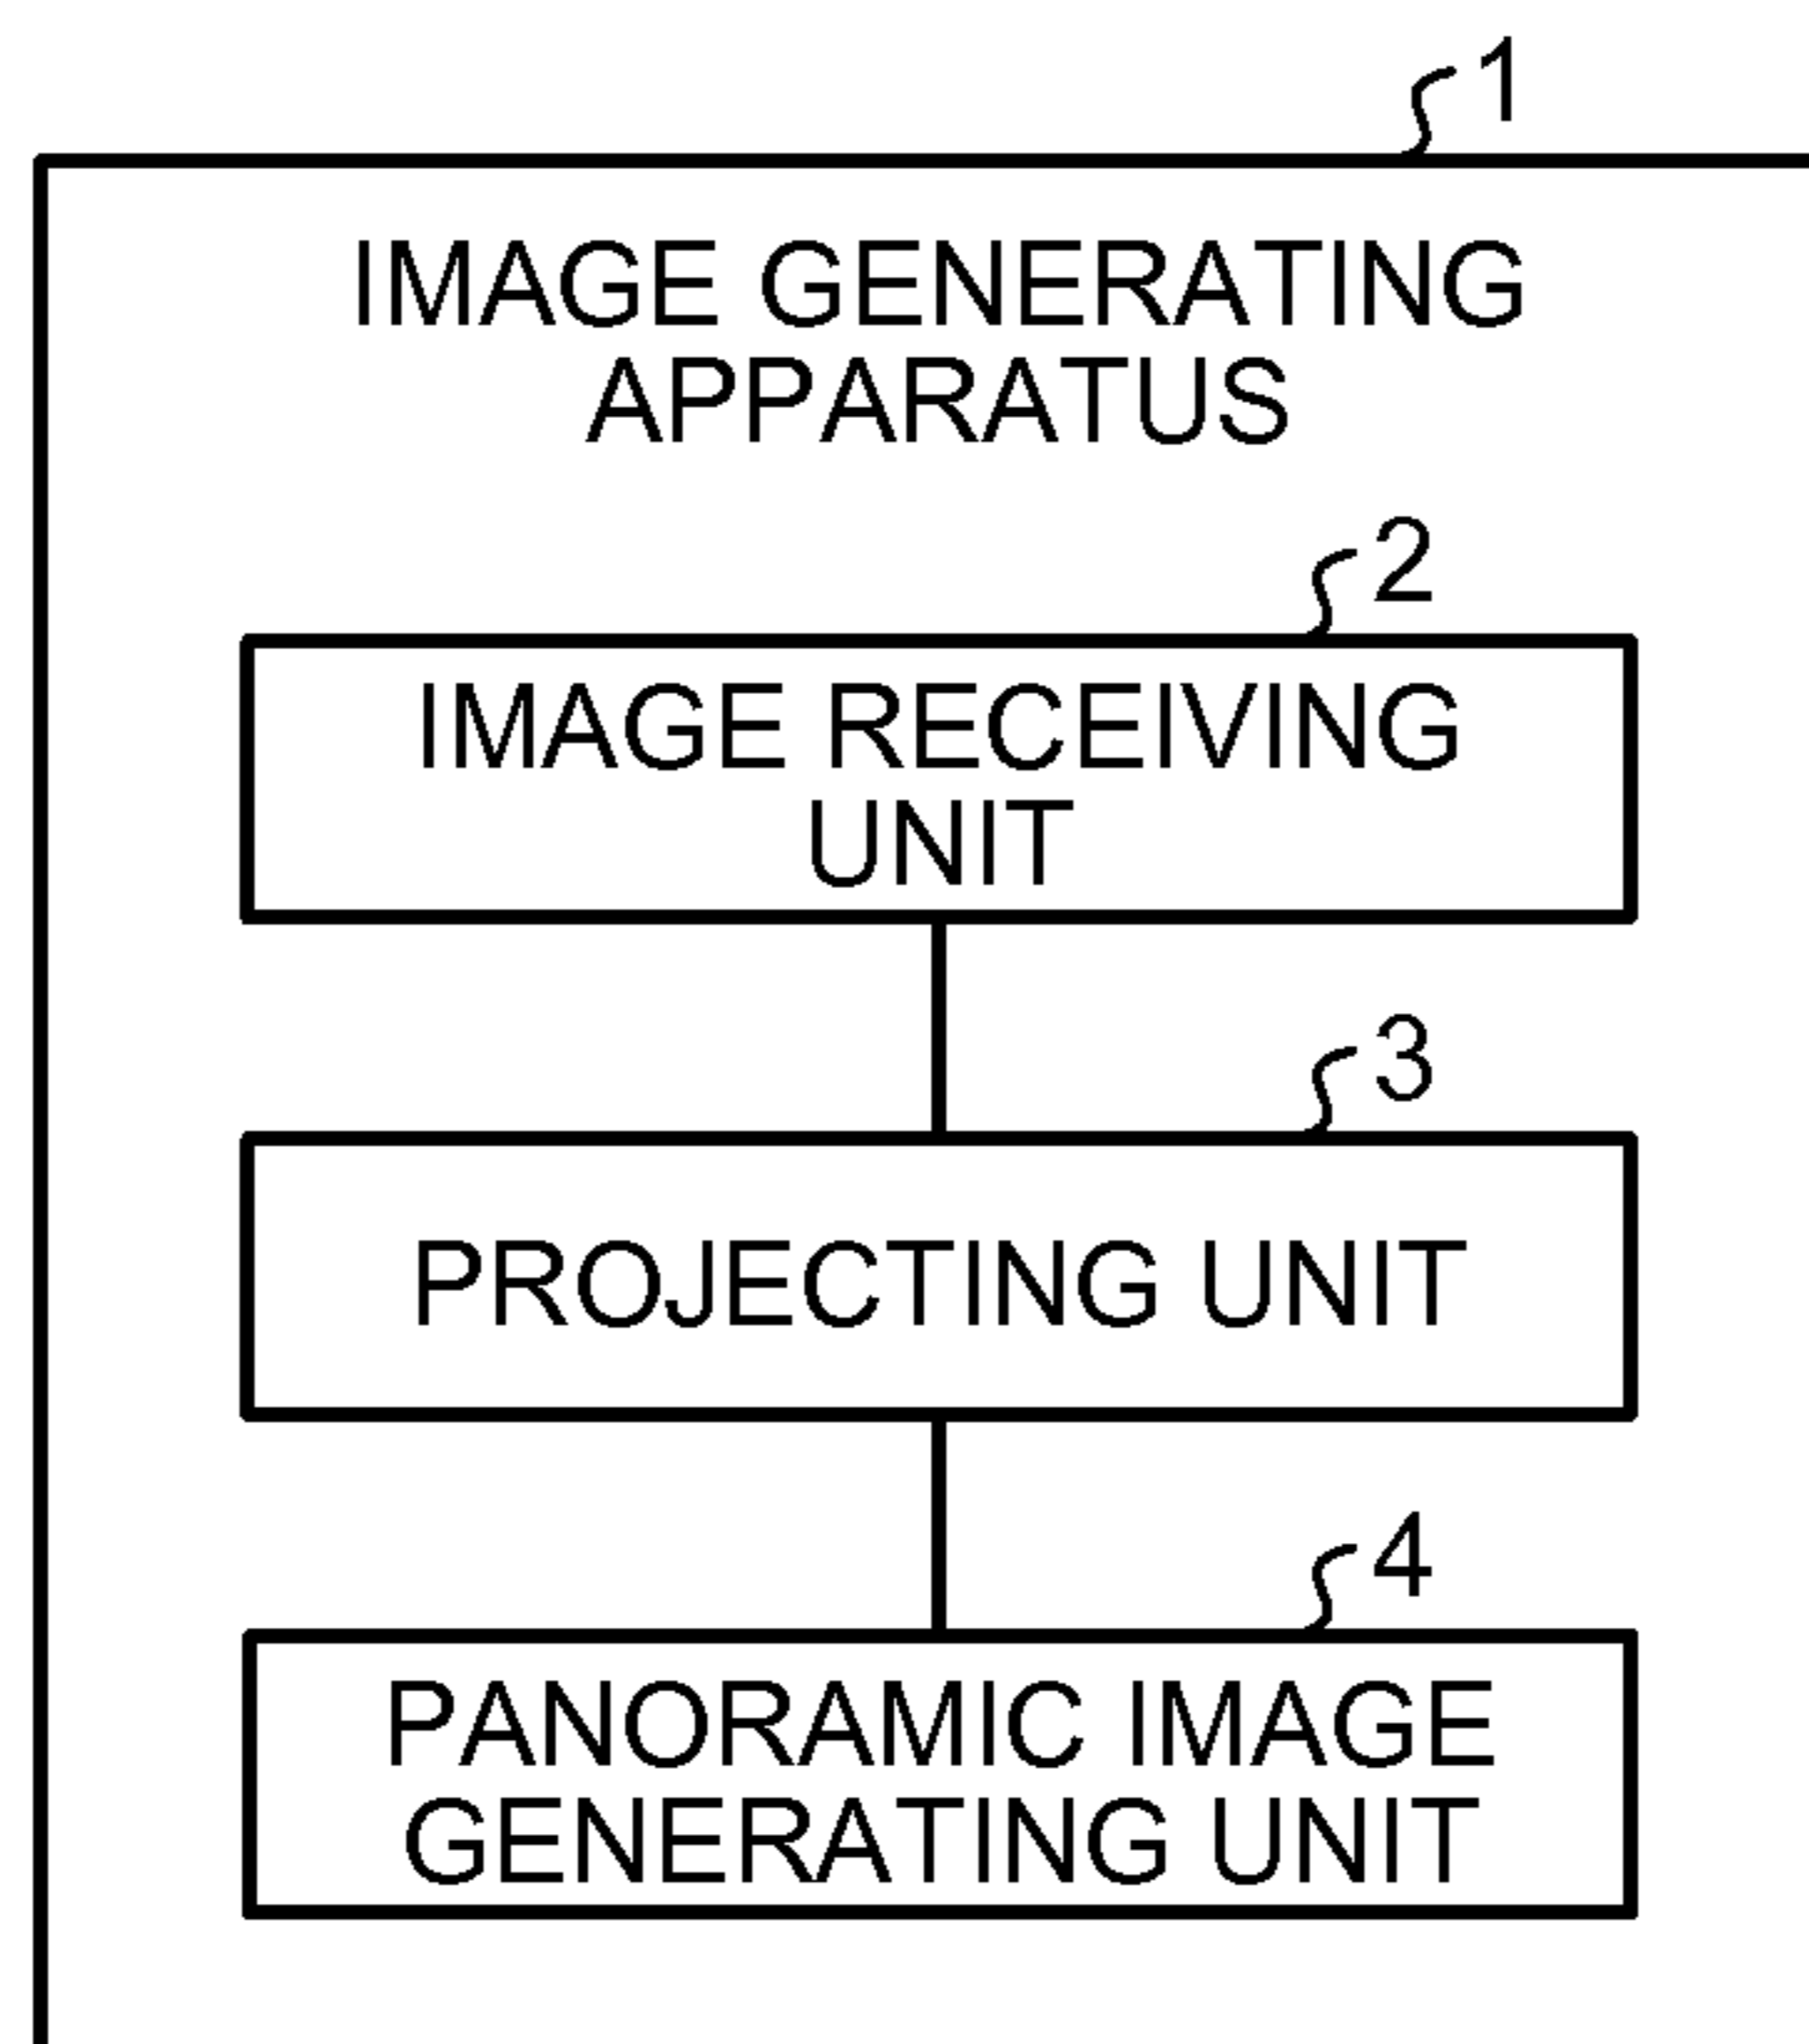 1
IMAGE GENERATING
APPARATUS
2
IMAGE RECEIVING
UNIT
3
PROJECTING UNIT
4
PANORAMIC IMAGE
GENERATING UNIT